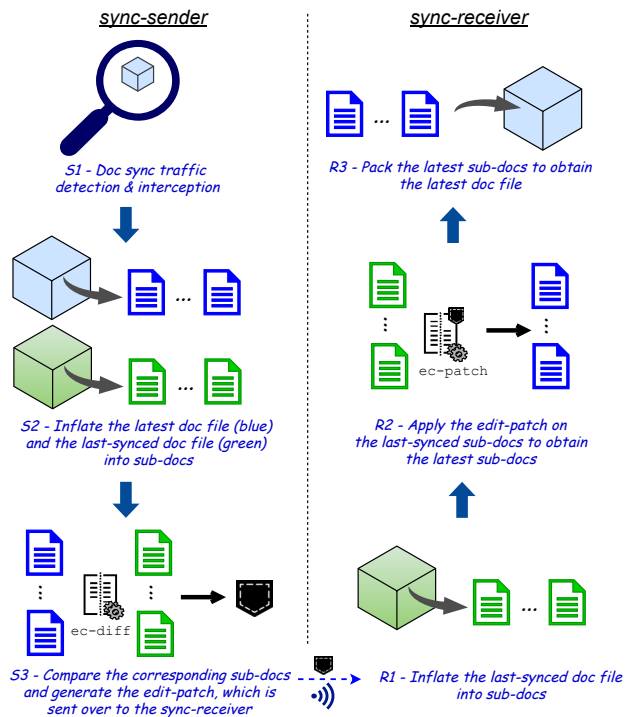 sync-sender
S1 - Doc sync traffic
detection & interception
...
...
S2 - Inflate the latest doc file (blue)
and the last-synced doc file (green)
into sub-docs
...
...
ec-diff
S3 - Compare the corresponding sub-docs
and generate the edit-patch, which is
sent over to the sync-receiver
sync-receiver
...
R3 - Pack the latest sub-docs to obtain
the latest doc file
...
...
ec-patch
R2 - Apply the edit-patch on
the last-synced sub-docs to obtain
the latest sub-docs
...
R1 - Inflate the last-synced doc file
into sub-docs